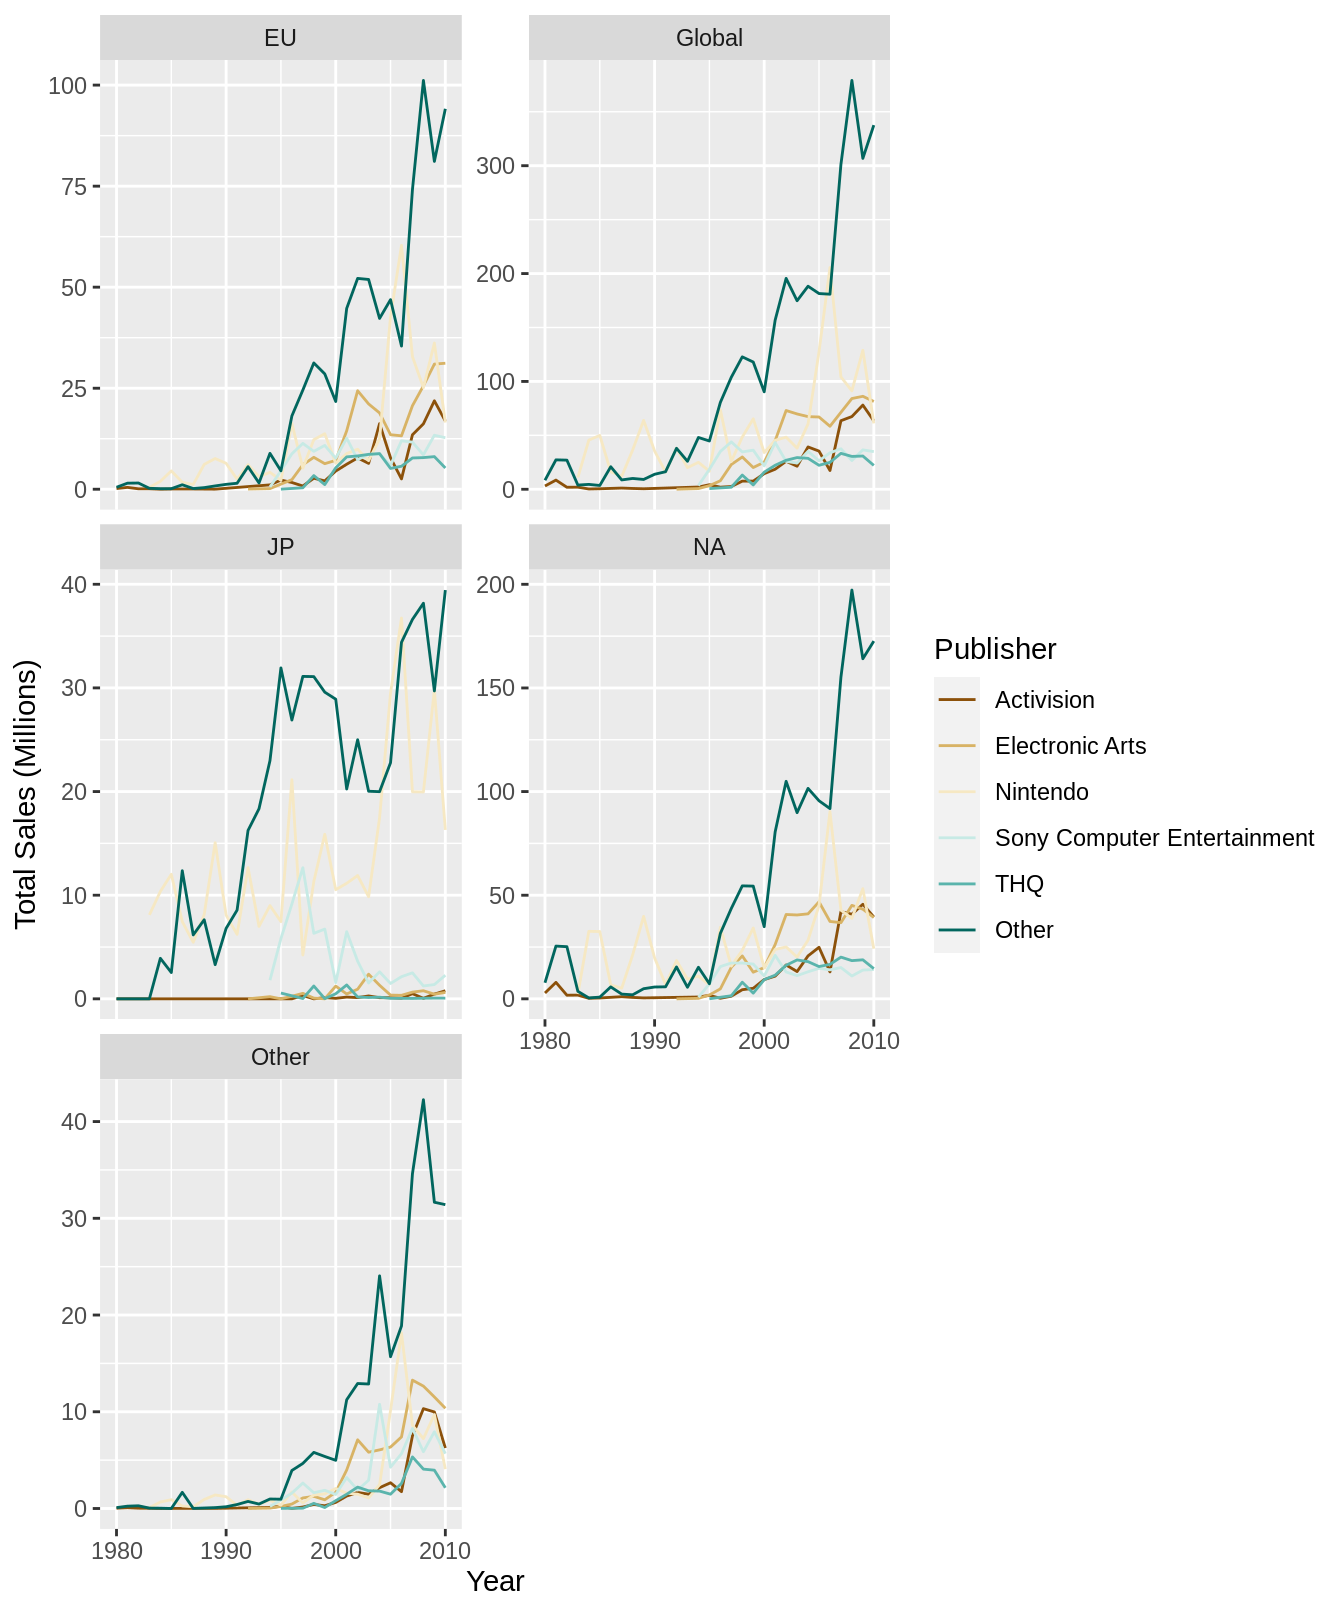 EU
Global
100
75
50
25
0
300
200
100
0
JP
NA
40
30
20
10
0
200
150
100
50
0
1980
1990
2000
2010
Other
40
30
20
10
0
1980
1990
2000
2010
Year
Total Sales (Millions)
Publisher
Activision
Electronic Arts
Nintendo
Sony Computer Entertainment
THQ
Other